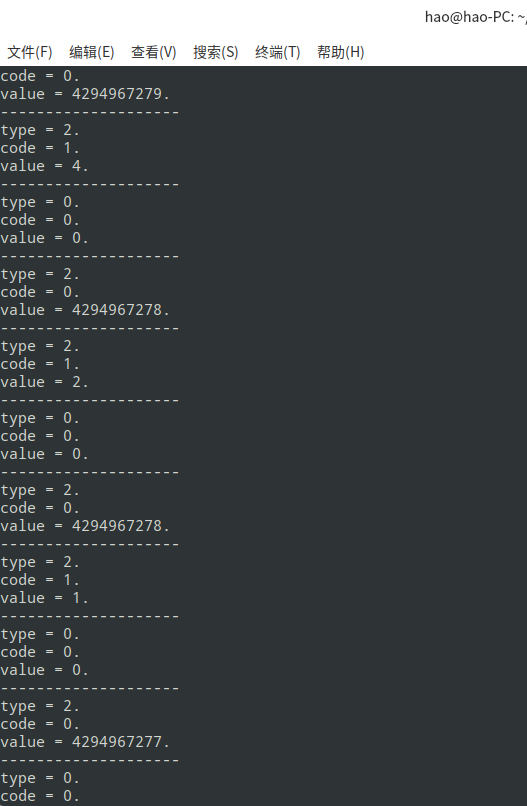 hao@hao-PC: ~/
文件(F) 编辑(E) 查看(V) 搜索(S) 终端(T) 帮助(H)
code = 0.
value = 4294967279.
--------------------
type = 2.
code = 1.
value = 4.
--------------------
type = 0.
code = 0.
value = 0.
--------------------
type = 2.
code = 0.
value = 4294967278.
--------------------
type = 2.
code = 1.
value = 2.
--------------------
type = 0.
code = 0.
value = 0.
--------------------
type = 2.
code = 0.
value = 4294967278.
--------------------
type = 2.
code = 1.
value = 1.
--------------------
type = 0.
code = 0.
value = 0.
--------------------
type = 2.
code = 0.
value = 4294967277.
--------------------
type = 0.
code = 0.